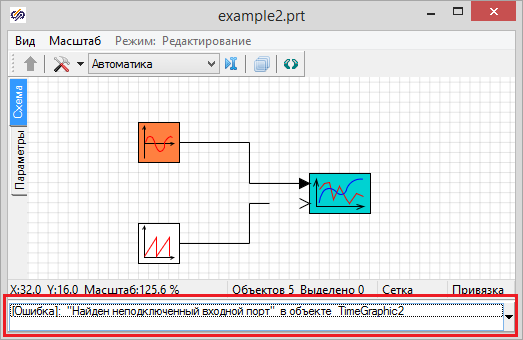 example2.prt
Вид Масштаб Режим: Редактирование
Автоматика
Схема
Параметры
X:32.0 Y:16.0 Масштаб:125.6 % Объектов 5 Выделено 0 Сетка Привязка
[Ошибка]: "Найден неподключенный входной порт" в объекте TimeGraphic2